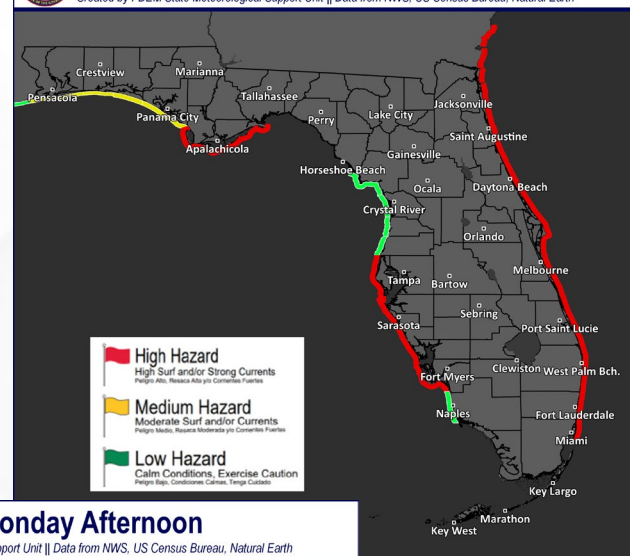 Created by FDEM State Meteorological Support Unit || Data from NWS, US Census Bureau, Natural Earth
Crestview
Marianna
Pensacola
Tallahassee
Panama City
Perry
Lake City
Jacksonville
Apalachicola
Saint Augustine
Gainesville
Horseshoe Beach
Ocala
Daytona Beach
Crystal River
Orlando
Melbourne
Tampa
Bartow
Sebring
Sarasota
Port Saint Lucie
Clewiston
West Palm Bch.
Fort Myers
Naples
Fort Lauderdale
Miami
Key Largo
Marathon
Key West
High Hazard
High Surf and/or Strong Currents
Peligro Alto, Resaca Alta y/o Corrientes Fuertes
Medium Hazard
Moderate Surf and/or Currents
Peligro Medio, Resaca Moderada y/o Corrientes Fuertes
Low Hazard
Calm Conditions, Exercise Caution
Peligro Bajo, Condiciones Calmas, Tenga Cuidado
onday Afternoon
port Unit || Data from NWS, US Census Bureau, Natural Earth